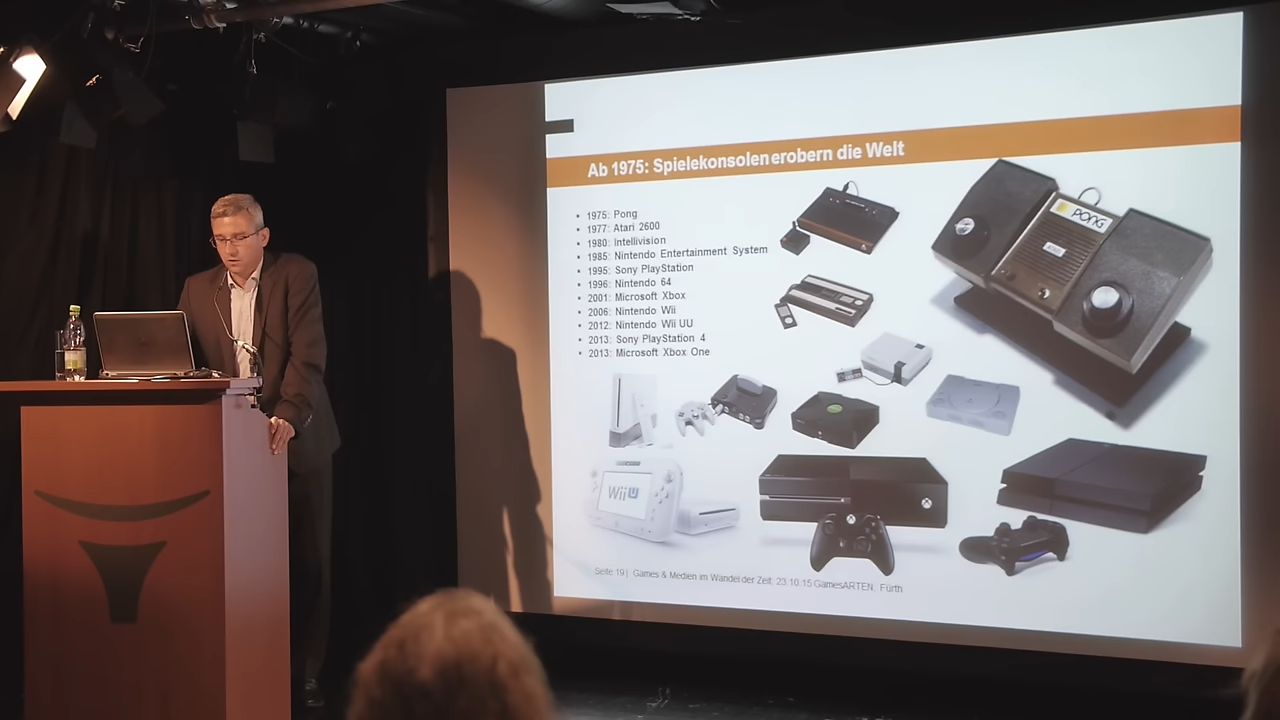 Ab 1975: Spielekonsolen erobern die Welt
• 1975: Pong
• 1977: Atari 2600
• 1980: Intellivision
• 1985: Nintendo Entertainment System
• 1995: Sony PlayStation
• 1996: Nintendo 64
• 2001: Microsoft Xbox
• 2006: Nintendo Wii
• 2012: Nintendo Wii UU
• 2013: Sony PlayStation 4
• 2013: Microsoft Xbox One
PONG
ATARI
Wii U
Seite 19 | Games & Medien im Wandel der Zeit, 23.10.15 GamesARTEN, Fürth